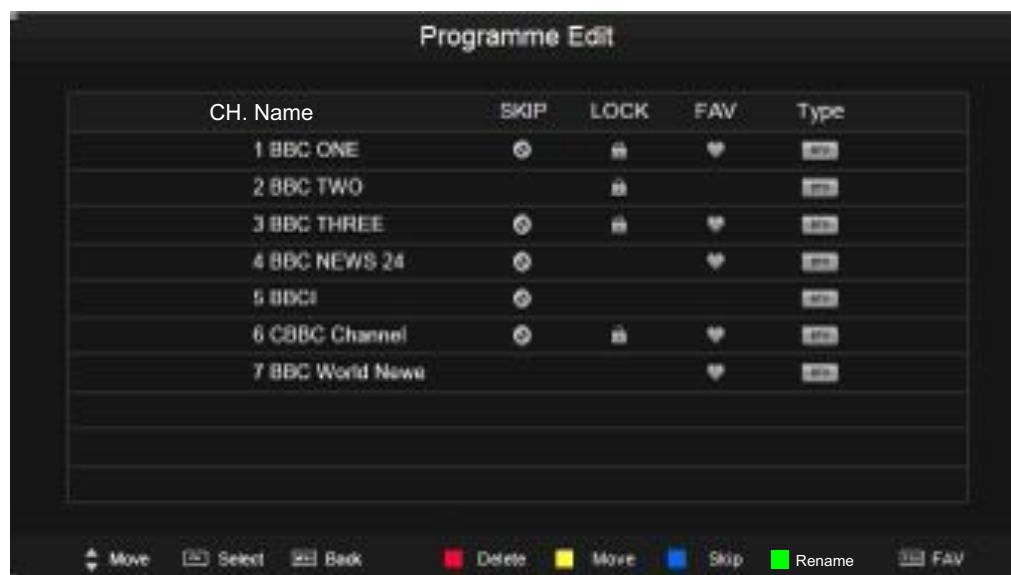 Programme Edit
CH. Name SKIP LOCK FAV Type
1 BBC ONE
2 BBC TWO
3 BBC THREE
4 BBC NEWS 24
5 BBCI
6 CBBC Channel
7 BBC World Newe
Move Select Back Delete Move Skip Rename FAV